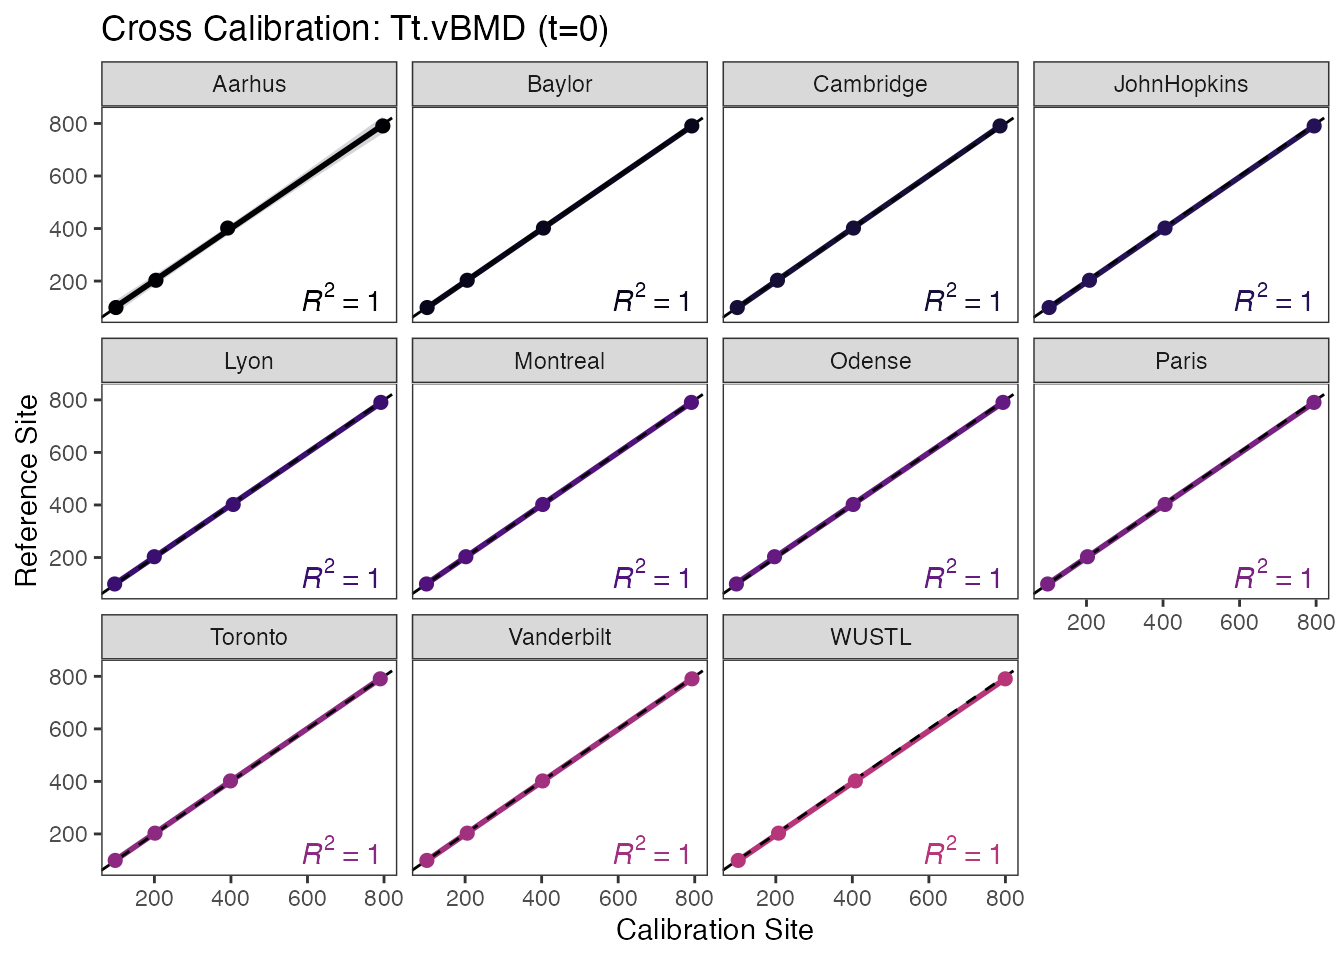 Cross Calibration: Tt.vBMD (t=0)
Aarhus Baylor Cambridge JohnHopkins
800
600
400
200
R² = 1 R² = 1 R² = 1 R² = 1
Lyon Montreal Odense Paris
800
600
400
200
R² = 1 R² = 1 R² = 1 R² = 1
200 400 600 800
Reference Site
Toronto Vanderbilt WUSTL
800
600
400
200
R² = 1 R² = 1 R² = 1
200 400 600 800 200 400 600 800 200 400 600 800
Calibration Site